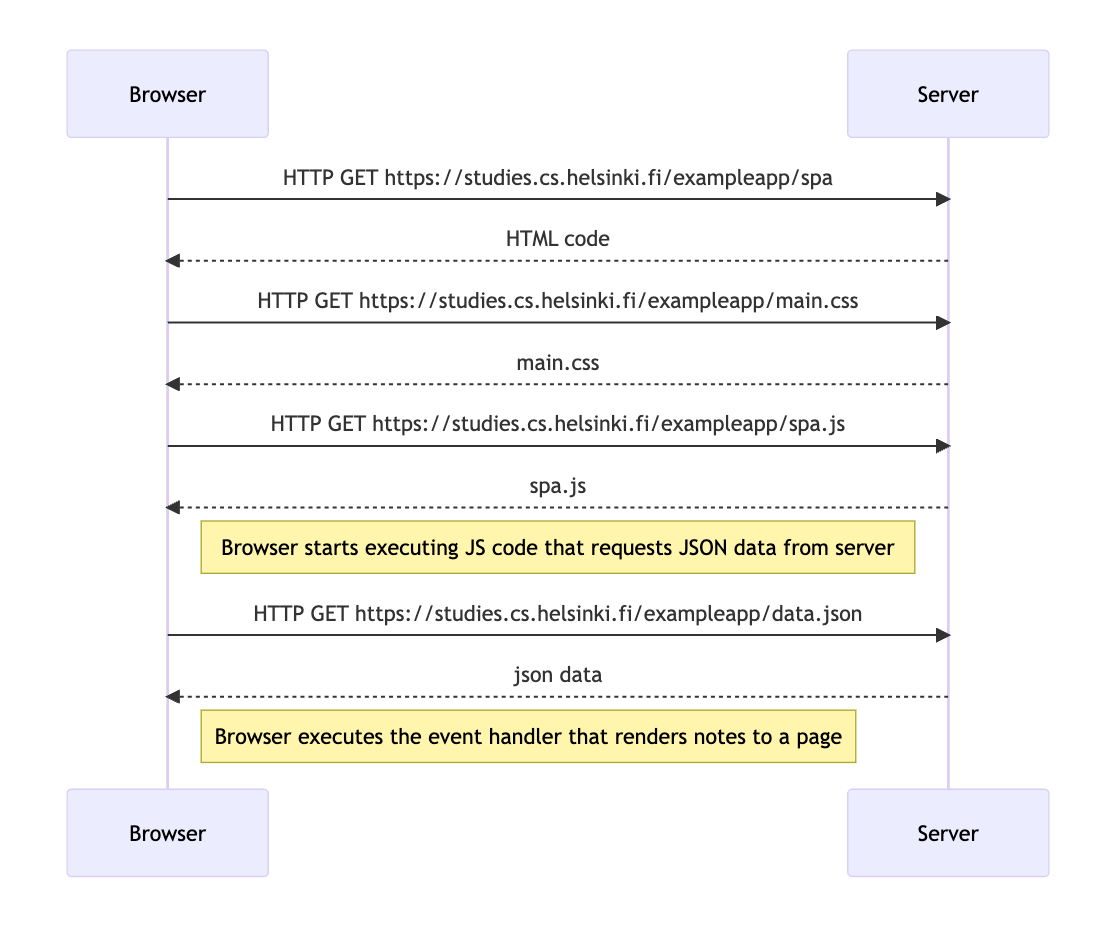 Browser
Server
HTTP GET https://studies.cs.helsinki.fi/exampleapp/spa
HTML code
HTTP GET https://studies.cs.helsinki.fi/exampleapp/main.css
main.css
HTTP GET https://studies.cs.helsinki.fi/exampleapp/spa.js
spa.js
Browser starts executing JS code that requests JSON data from server
HTTP GET https://studies.cs.helsinki.fi/exampleapp/data.json
json data
Browser executes the event handler that renders notes to a page
Browser
Server